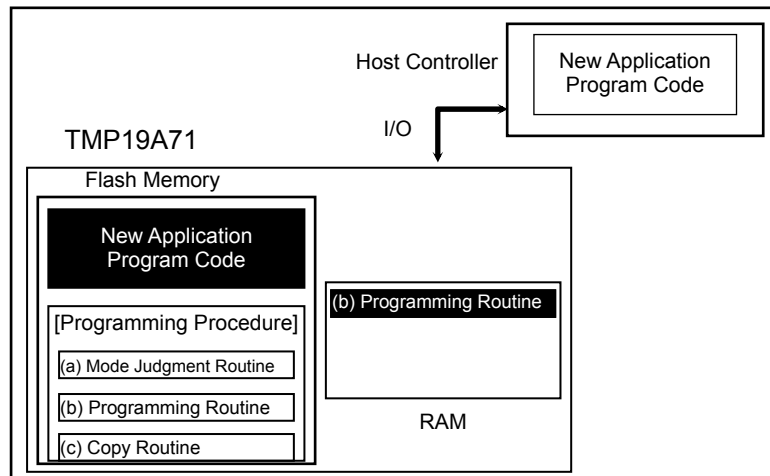 Host Controller
New Application
Program Code
I/O
TMP19A71
Flash Memory
New Application
Program Code
[Programming Procedure]
(a) Mode Judgment Routine
(b) Programming Routine
(c) Copy Routine
(b) Programming Routine
RAM